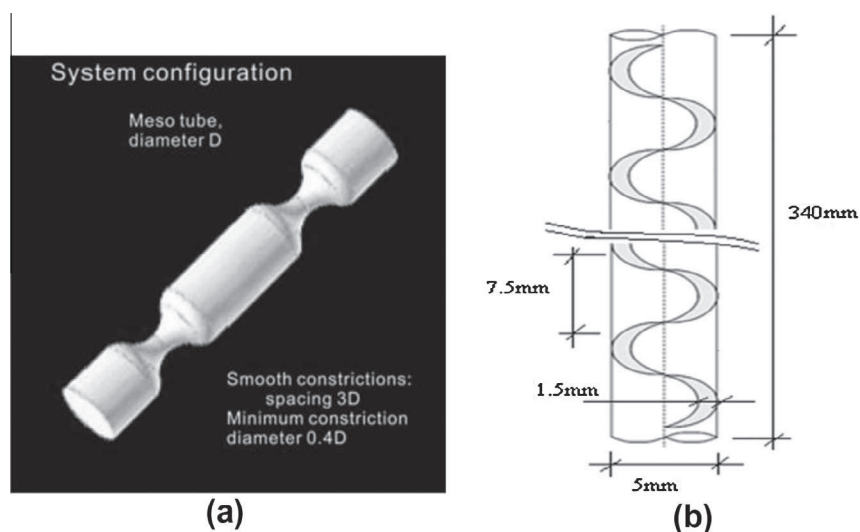 System configuration
Meso tube,
diameter D
Smooth constrictions:
spacing 3D
Minimum constriction
diameter 0.4D
(a)
340mm
7.5mm
1.5mm
5mm
(b)